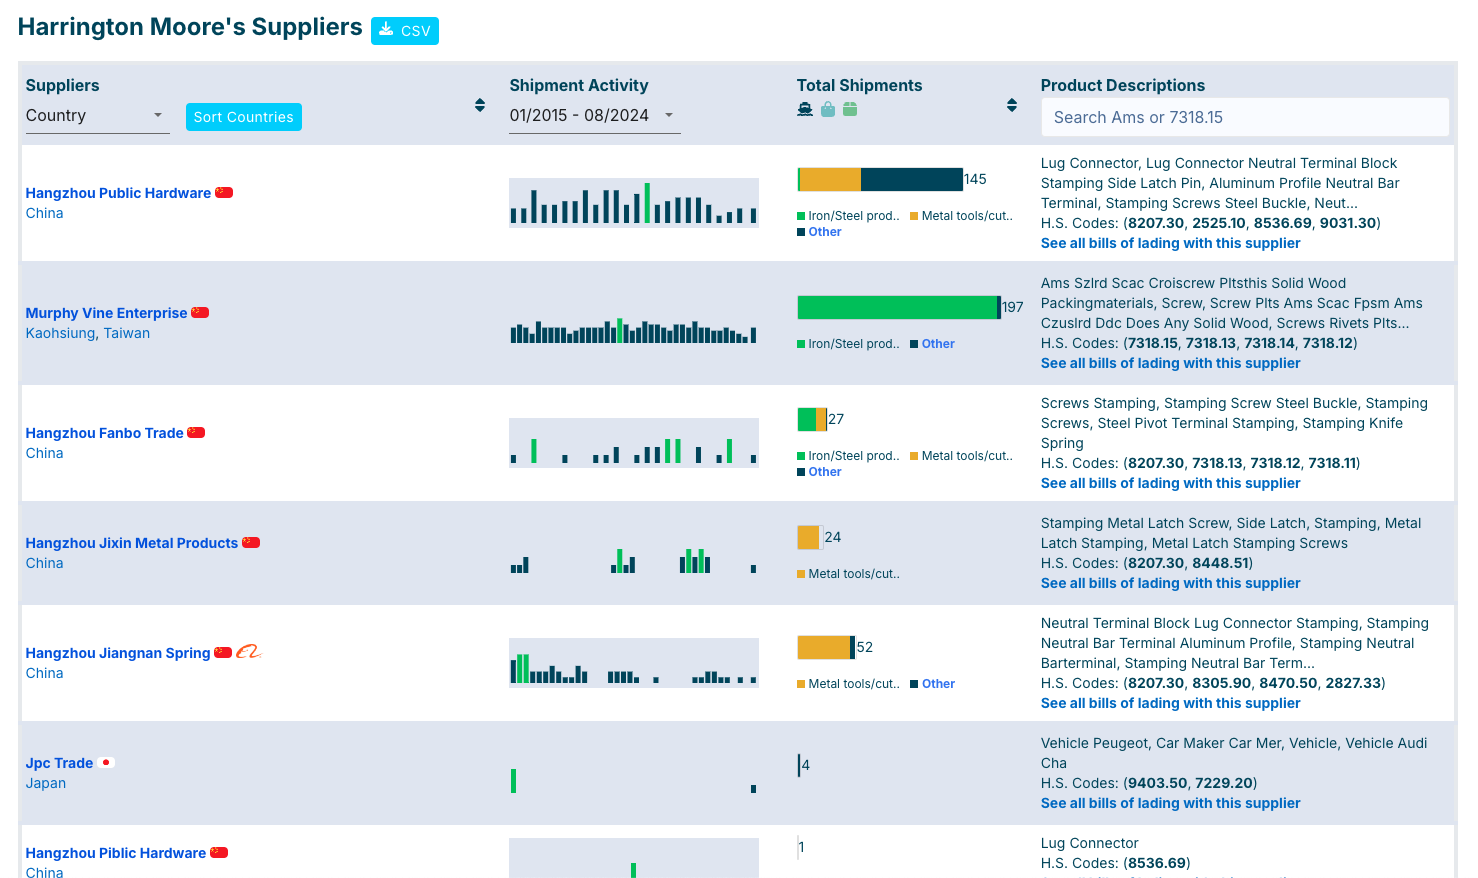 Harrington Moore's Suppliers CSV
Suppliers
Country
Sort Countries
Shipment Activity
01/2015 - 08/2024
Total Shipments
Product Descriptions
Search Ams or 7318.15
Hangzhou Public Hardware
China
145
Iron/Steel prod.. Metal tools/cut..
Other
Lug Connector, Lug Connector Neutral Terminal Block
Stamping Side Latch Pin, Aluminum Profile Neutral Bar
Terminal, Stamping Screws Steel Buckle, Neut...
H.S. Codes: (8207.30, 2525.10, 8536.69, 9031.30)
See all bills of lading with this supplier
Murphy Vine Enterprise
Kaohsiung, Taiwan
197
Iron/Steel prod.. Other
Ams Szlrd Scac Croiscrew Pltsthis Solid Wood
Packingmaterials, Screw, Screw Plts Ams Scac Fpsm Ams
Czuslrd Ddc Does Any Solid Wood, Screws Rivets Plts...
H.S. Codes: (7318.15, 7318.13, 7318.14, 7318.12)
See all bills of lading with this supplier
Hangzhou Fanbo Trade
China
27
Iron/Steel prod.. Metal tools/cut..
Other
Screws Stamping, Stamping Screw Steel Buckle, Stamping
Screws, Steel Pivot Terminal Stamping, Stamping Knife
Spring
H.S. Codes: (8207.30, 7318.13, 7318.12, 7318.11)
See all bills of lading with this supplier
Hangzhou Jixin Metal Products
China
24
Metal tools/cut..
Stamping Metal Latch Screw, Side Latch, Stamping, Metal
Latch Stamping, Metal Latch Stamping Screws
H.S. Codes: (8207.30, 8448.51)
See all bills of lading with this supplier
Hangzhou Jiangnan Spring
China
52
Metal tools/cut.. Other
Neutral Terminal Block Lug Connector Stamping, Stamping
Neutral Bar Terminal Aluminum Profile, Stamping Neutral
Barterminal, Stamping Neutral Bar Term...
H.S. Codes: (8207.30, 8305.90, 8470.50, 2827.33)
See all bills of lading with this supplier
Jpc Trade
Japan
4
Vehicle Peugeot, Car Maker Car Mer, Vehicle, Vehicle Audi
Cha
H.S. Codes: (9403.50, 7229.20)
See all bills of lading with this supplier
Hangzhou Piblic Hardware
China
1
Lug Connector
H.S. Codes: (8536.69)